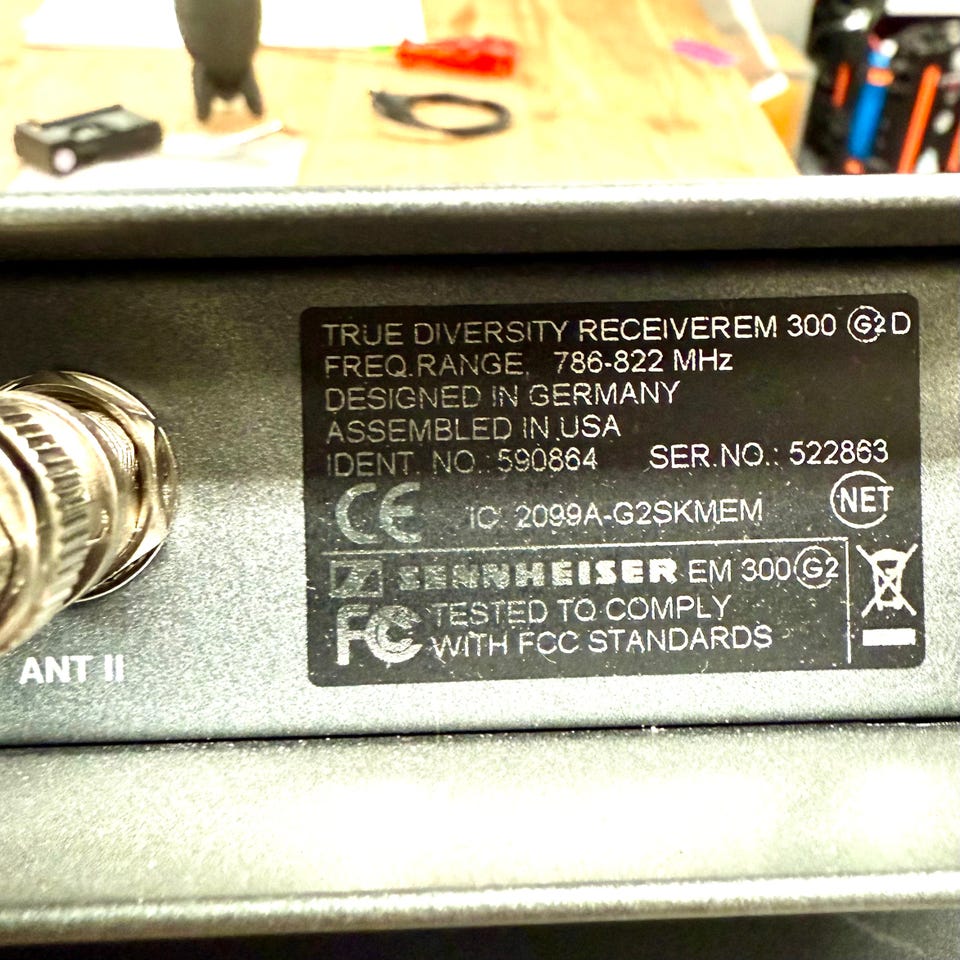 TRUE DIVERSITY RECEIVEREM 300 G2 D
FREQ.RANGE. 786-822 MHz
DESIGNED IN GERMANY
ASSEMBLED IN USA
IDENT. NO.: 590864 SER.NO.: 522863
CE IC 2099A-G2SKMEM NET
SENNHEISER EM 300 G2
FC TESTED TO COMPLY
WITH FCC STANDARDS
ANT II